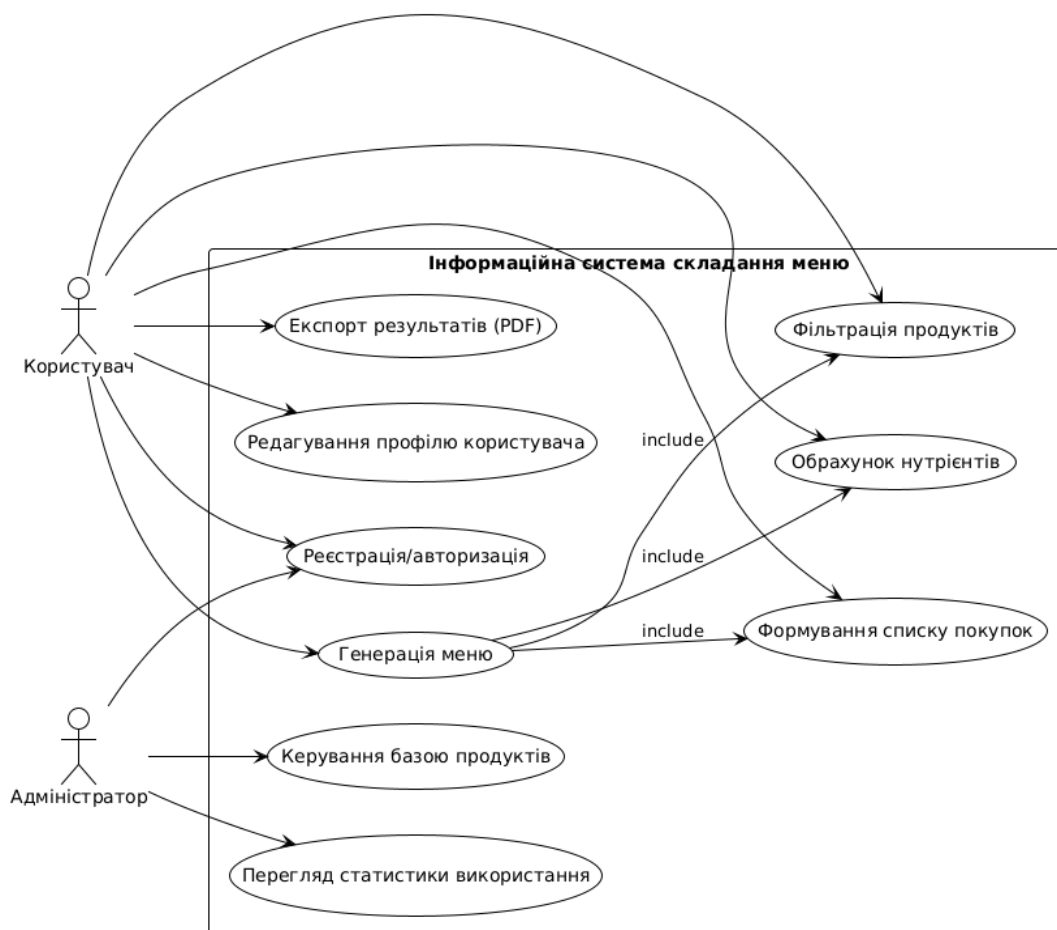 Інформаційна система складання меню
Експорт результатів (PDF)
Фільтрація продуктів
Користувач
Редагування профілю користувача
include
Обрахунок нутрієнтів
Реєстрація/авторизація
include
Генерація меню
include
Формування списку покупок
Керування базою продуктів
Адміністратор
Перегляд статистики використання